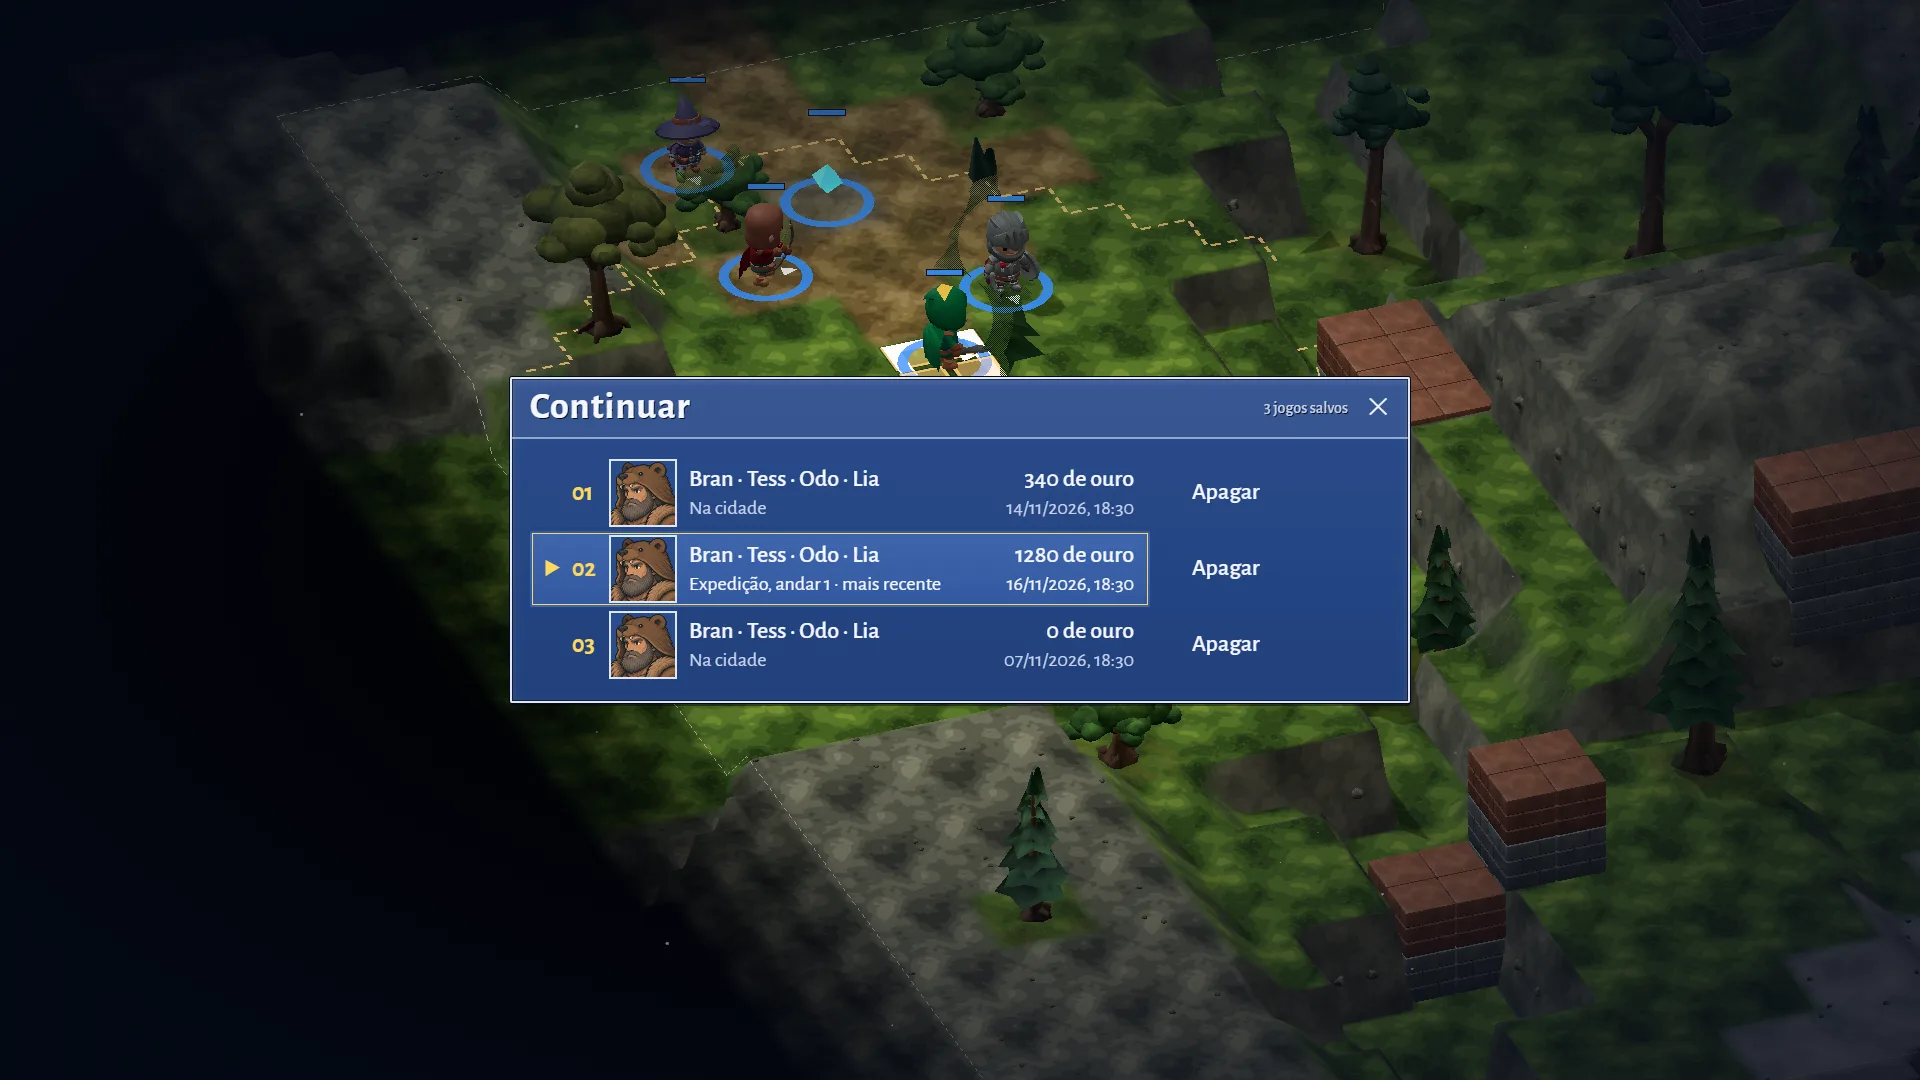 Continuar
3 jogos salvos
01
Bran · Tess · Odo · Lia
340 de ouro
Na cidade
14/11/2026, 18:30
Apagar
02
Bran · Tess · Odo · Lia
1280 de ouro
Expedição, andar 1 · mais recente
16/11/2026, 18:30
Apagar
03
Bran · Tess · Odo · Lia
0 de ouro
Na cidade
07/11/2026, 18:30
Apagar